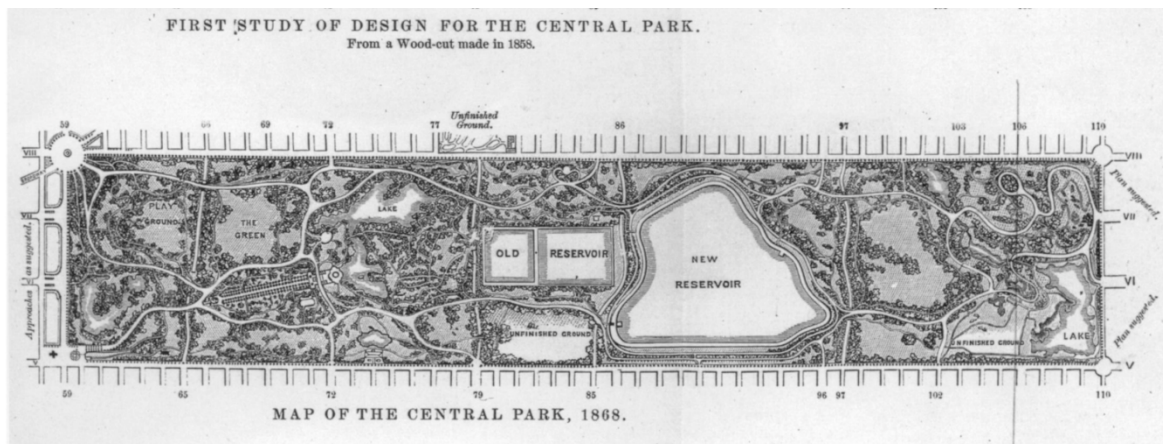 FIRST STUDY OF DESIGN FOR THE CENTRAL PARK.
From a Wood-cut made in 1858.
Unfinished
Ground.
59 66 69 72 77 86 97 103 106 110
VIII VIII
Plan suggested.
PLAY
GROUND
THE
GREEN
LAKE
VII VII
as suggested.
OLD RESERVOIR
NEW
RESERVOIR
VI VI
Approaches
UNFINISHED GROUND
UNFINISHED GROUND
LAKE
Plan suggested.
V
59 65 72 79 85 96 97 102 110
MAP OF THE CENTRAL PARK, 1868.